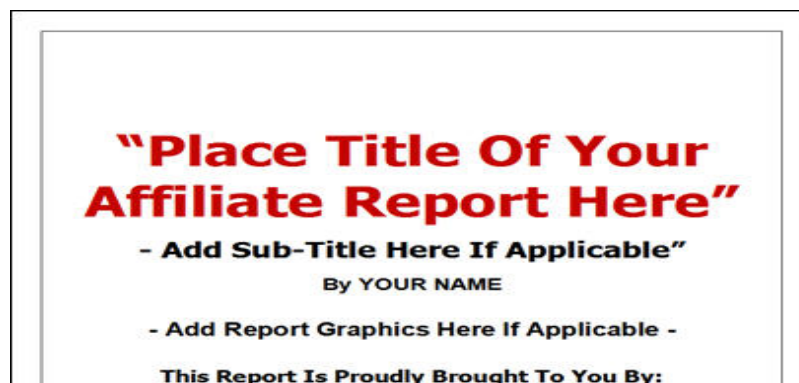 “Place Title Of Your
Affiliate Report Here”
- Add Sub-Title Here If Applicable”
By YOUR NAME
- Add Report Graphics Here If Applicable -
This Report Is Proudly Brought To You By: